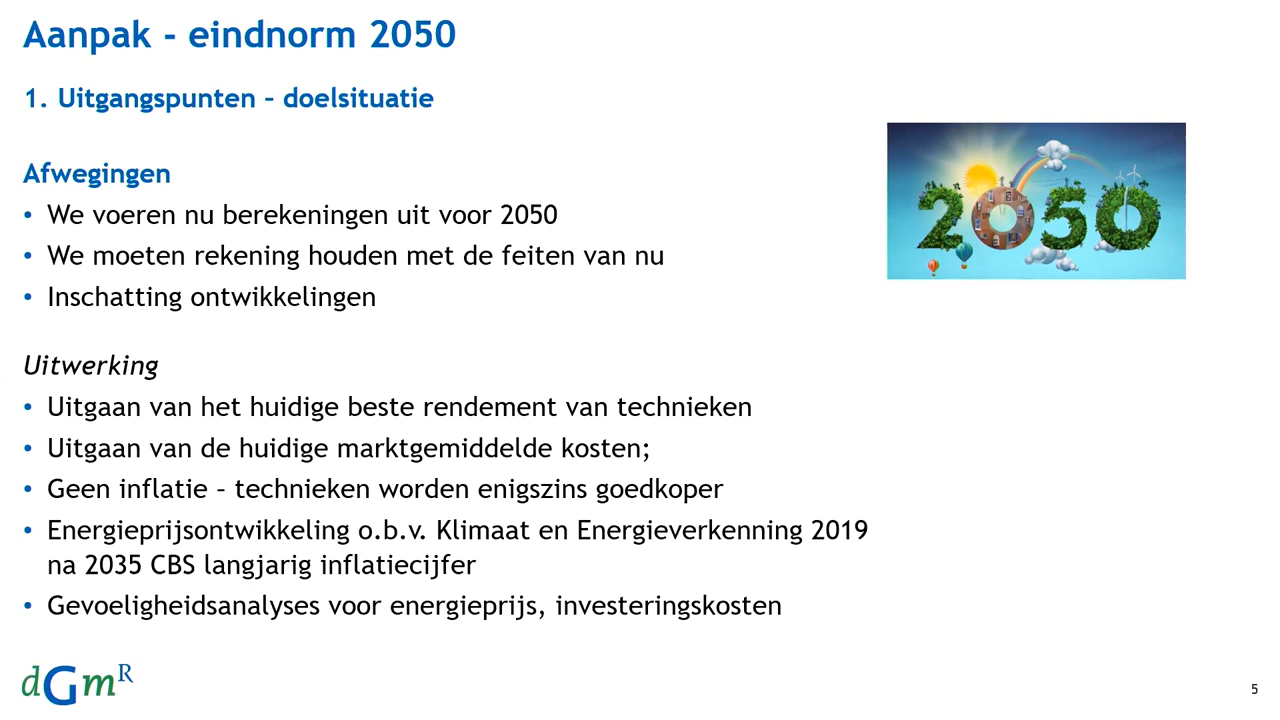 Aanpak - eindnorm 2050
1. Uitgangspunten – doelsituatie
Afwegingen
• We voeren nu berekeningen uit voor 2050
• We moeten rekening houden met de feiten van nu
• Inschatting ontwikkelingen
2050
Uitwerking
• Uitgaan van het huidige beste rendement van technieken
• Uitgaan van de huidige marktgemiddelde kosten;
• Geen inflatie – technieken worden enigszins goedkoper
• Energieprijsontwikkeling o.b.v. Klimaat en Energieverkenning 2019
na 2035 CBS langjarig inflatiecijfer
• Gevoeligheidsanalyses voor energieprijs, investeringskosten
dGmR
5